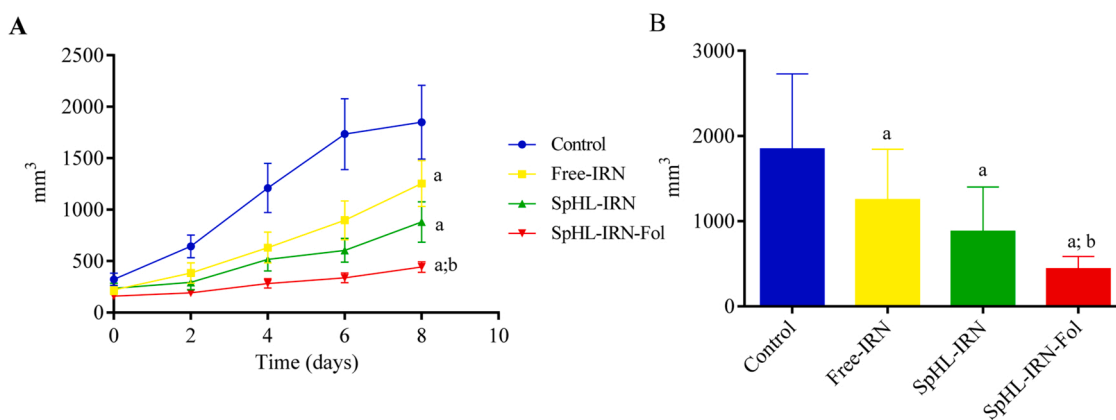 A
mm3
2500
2000
1500
1000
500
0
0 2 4 6 8 10
Time (days)
a
a
a;b
Control
Free-IRN
SpHL-IRN
SpHL-IRN-Fol
B
mm3
3000
2000
1000
0
a
a
a; b
Control
Free-IRN
SpHL-IRN
SpHL-IRN-Fol